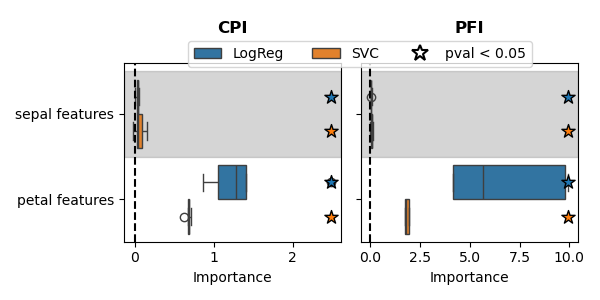 CPI PFI
LogReg SVC pval < 0.05
sepal features
petal features
0 1 2 0.0 2.5 5.0 7.5 10.0
Importance Importance